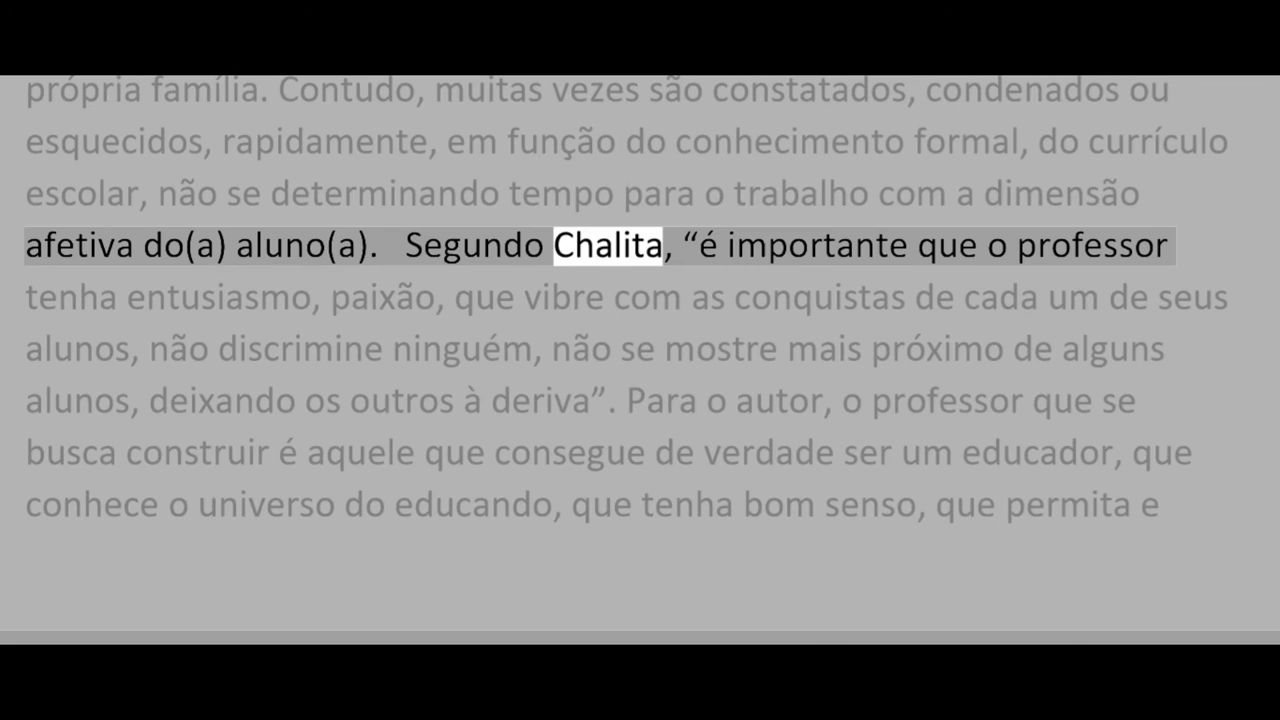 própria família. Contudo, muitas vezes são constatados, condenados ou
esquecidos, rapidamente, em função do conhecimento formal, do currículo
escolar, não se determinando tempo para o trabalho com a dimensão
afetiva do(a) aluno(a).   Segundo Chalita, “é importante que o professor
tenha entusiasmo, paixão, que vibre com as conquistas de cada um de seus
alunos, não discrimine ninguém, não se mostre mais próximo de alguns
alunos, deixando os outros à deriva”. Para o autor, o professor que se
busca construir é aquele que consegue de verdade ser um educador, que
conhece o universo do educando, que tenha bom senso, que permita e